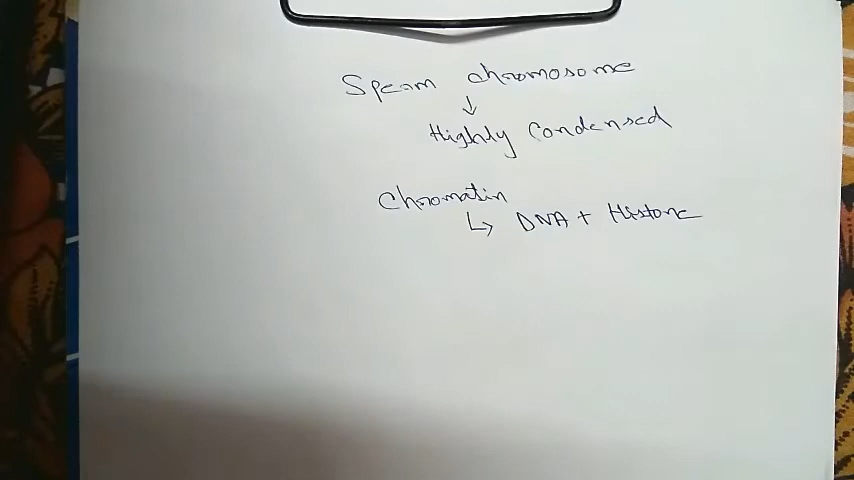 Sperm chromosome
↓
Highly Condensed
Chromatin
↳ DNA + Histone